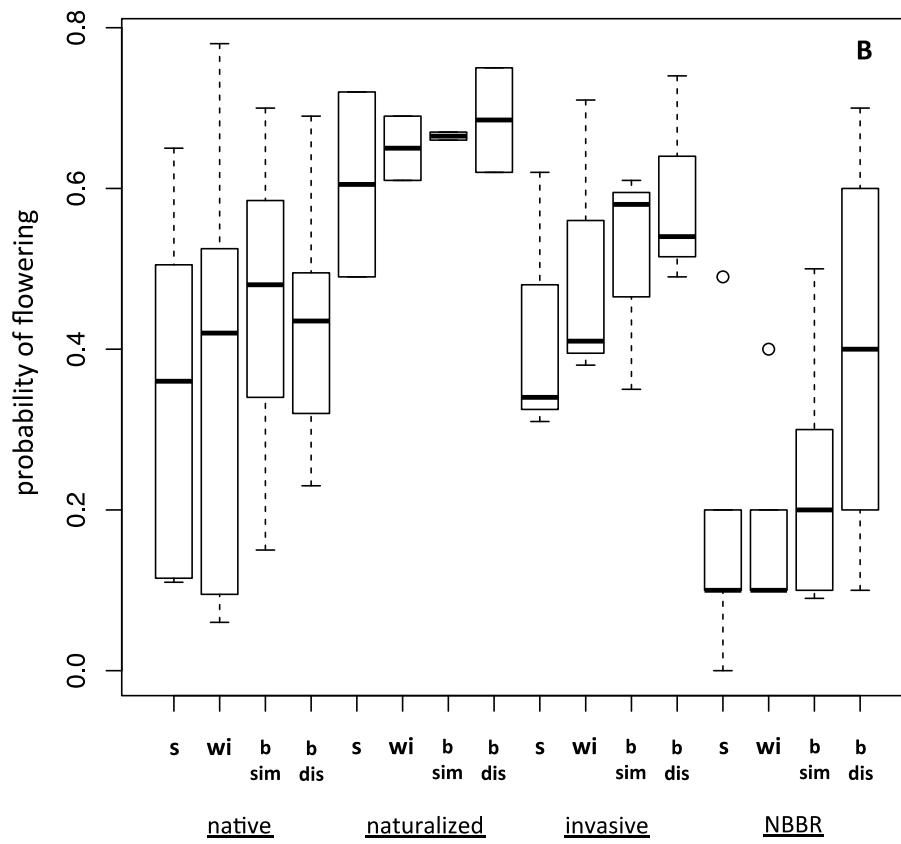 B
probability of flowering
0.8
0.6
0.4
0.2
0.0
s wi b sim b dis s wi b sim b dis s wi b sim b dis s wi b sim b dis
native naturalized invasive NBBR